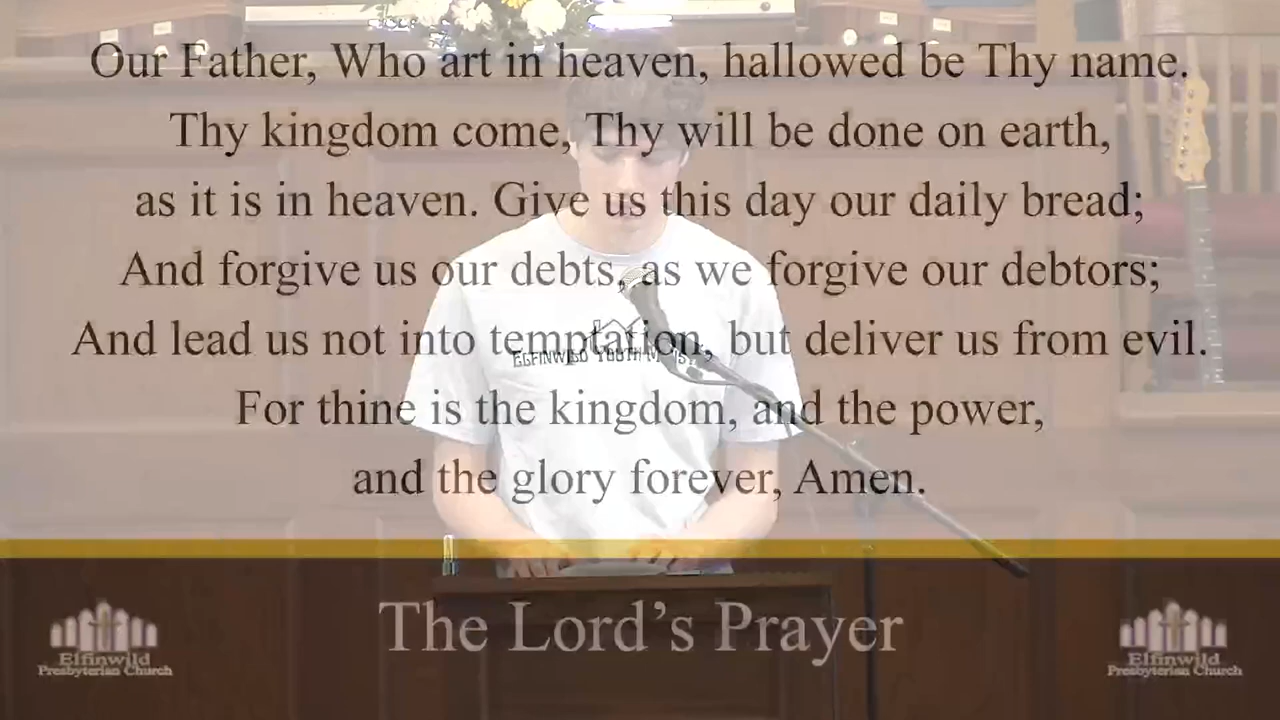 Our Father, Who art in heaven, hallowed be Thy name.
Thy kingdom come, Thy will be done on earth,
as it is in heaven. Give us this day our daily bread;
And forgive us our debts, as we forgive our debtors;
And lead us not into temptation, but deliver us from evil.
For thine is the kingdom, and the power,
and the glory forever, Amen.
ELFINWILD YOUTH
The Lord’s Prayer
Elfinwild
Presbyterian Church
Elfinwild
Presbyterian Church